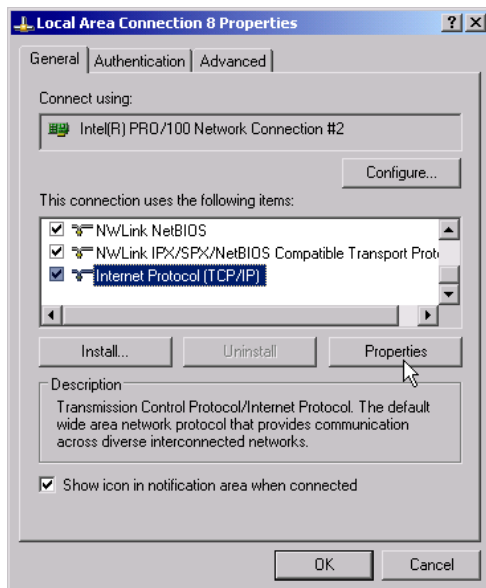 Local Area Connection 8 Properties
General Authentication Advanced
Connect using:
Intel(R) PRO/100 Network Connection #2
Configure...
This connection uses the following items:
NWLink NetBIOS
NWLink IPX/SPX/NetBIOS Compatible Transport Proto
Internet Protocol (TCP/IP)
Install... Uninstall Properties
Description
Transmission Control Protocol/Internet Protocol. The default
wide area network protocol that provides communication
across diverse interconnected networks.
Show icon in notification area when connected
OK Cancel